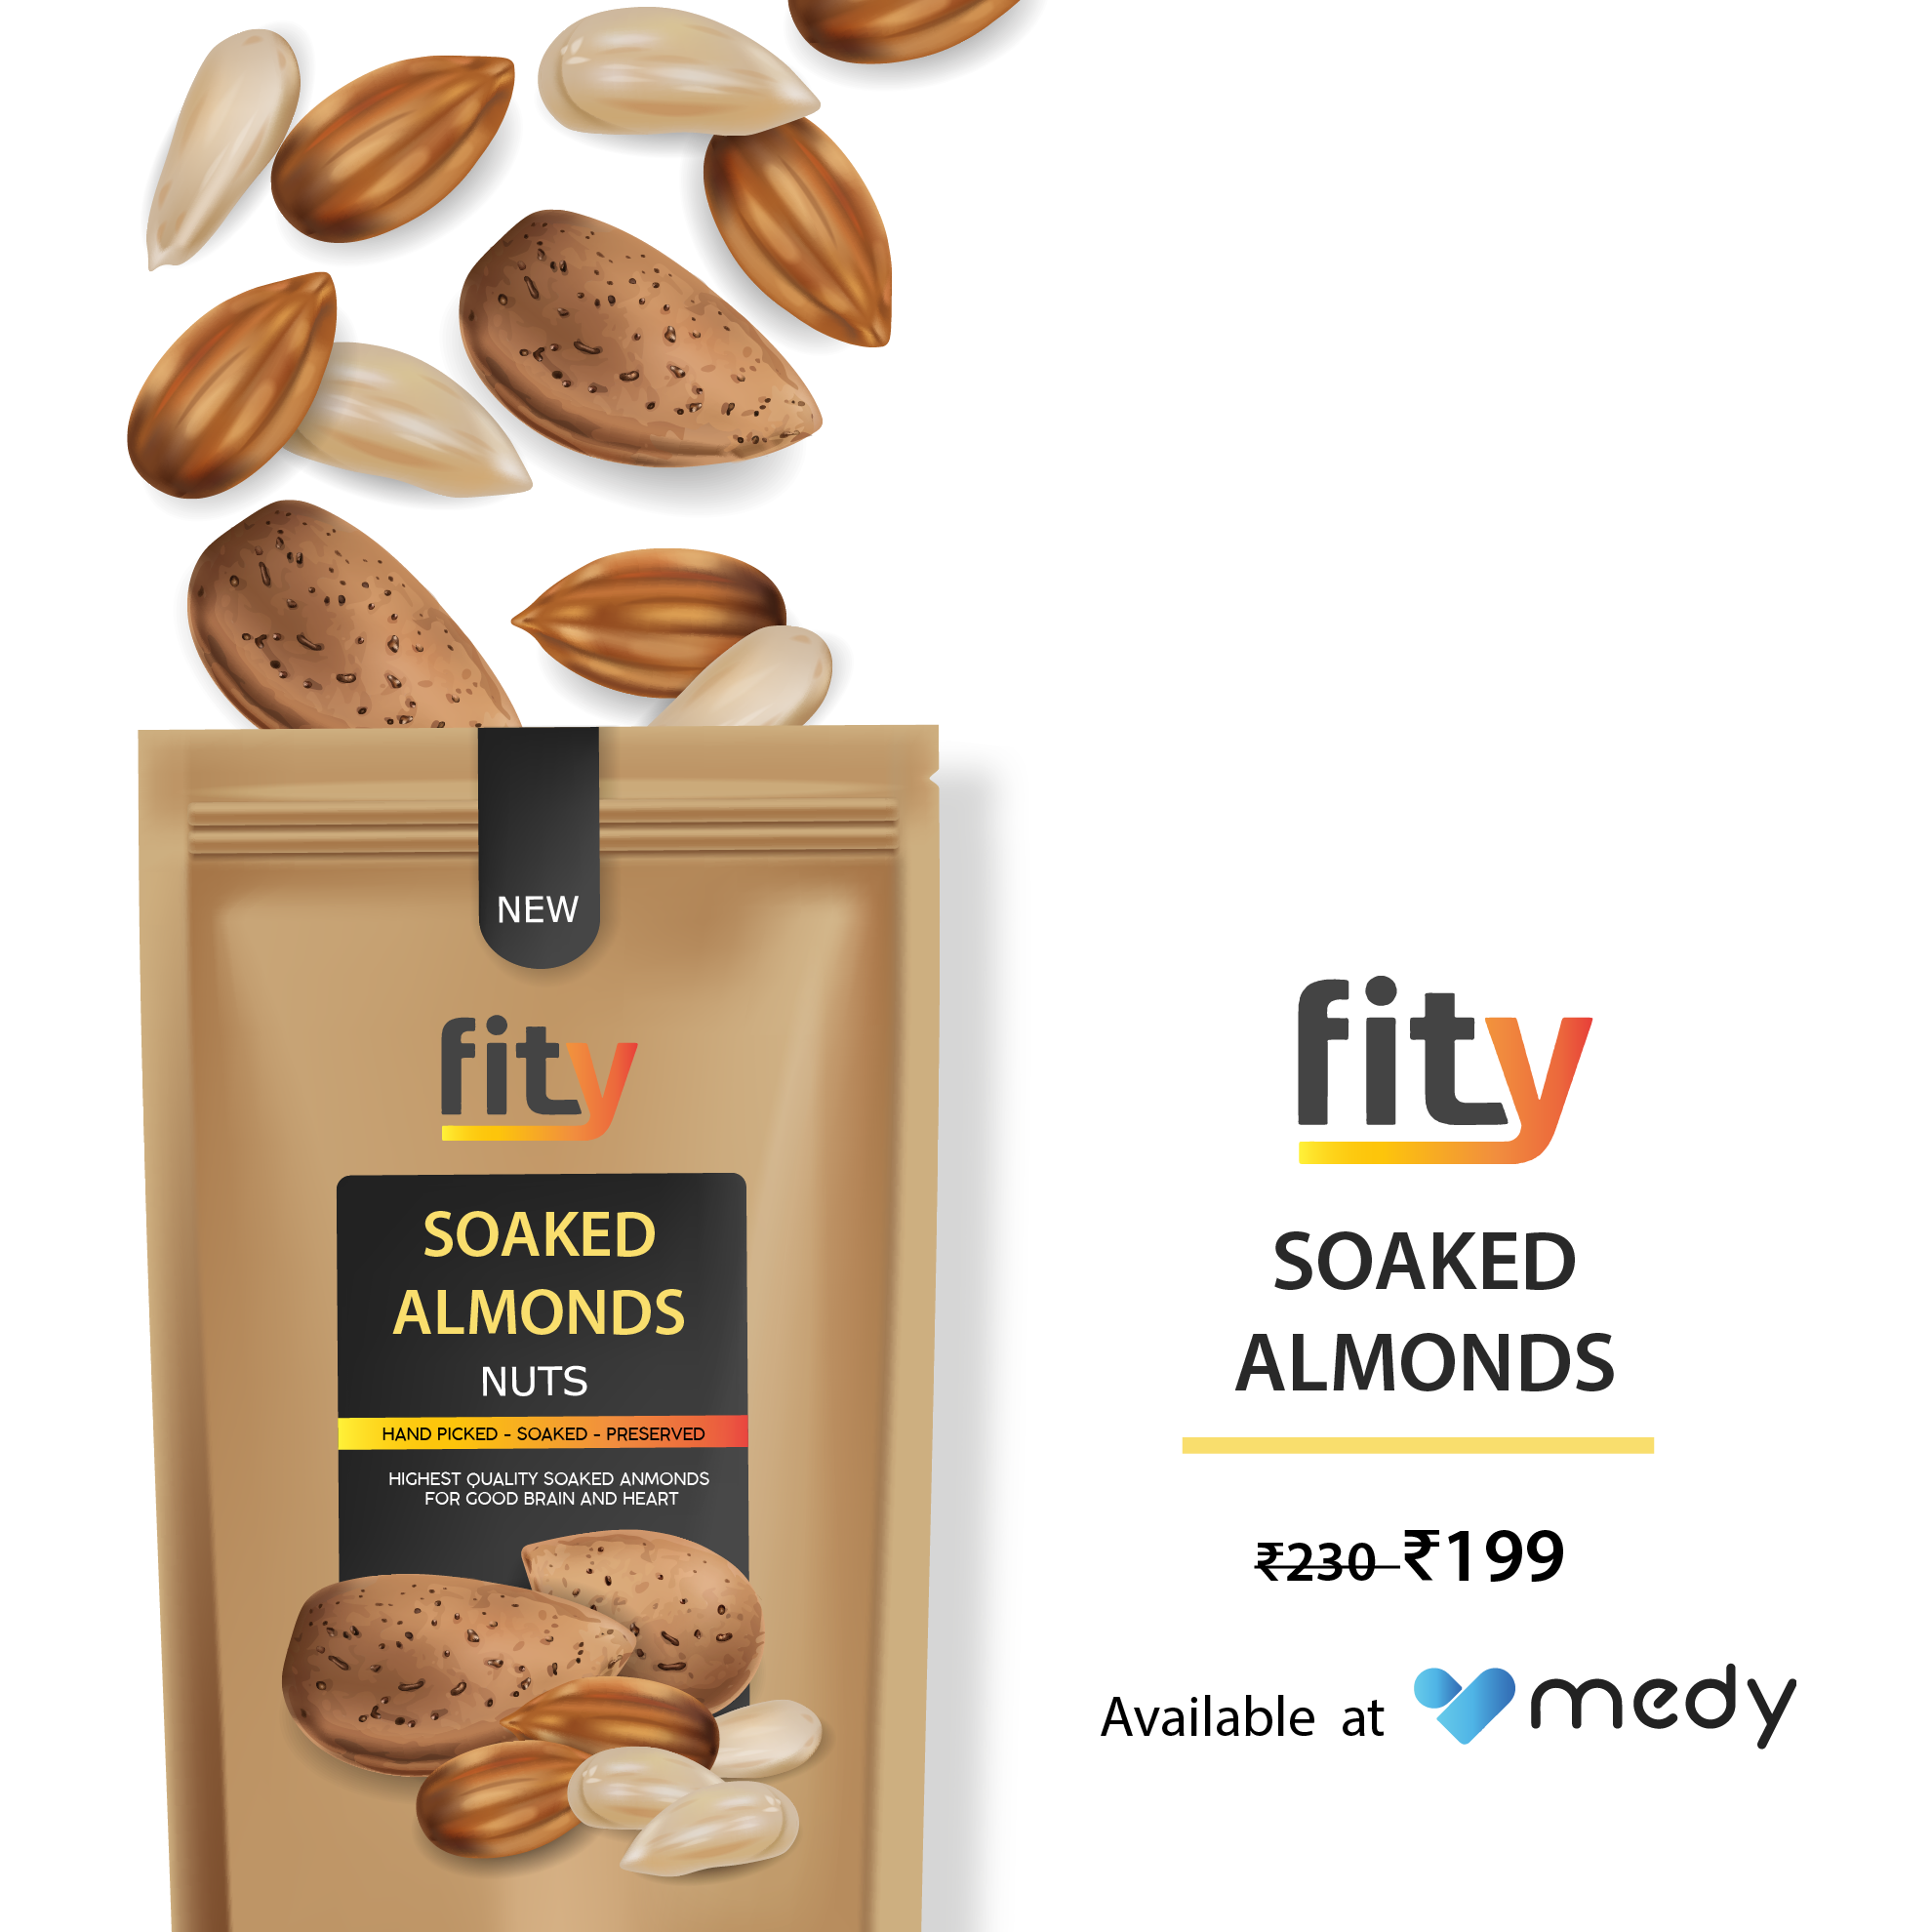 NEW
fity
SOAKED
ALMONDS
NUTS
HAND PICKED - SOAKED - PRESERVED
HIGHEST QUALITY SOAKED ANMONDS
FOR GOOD BRAIN AND HEART
fity
SOAKED
ALMONDS
₹230 ₹199
Available at medy